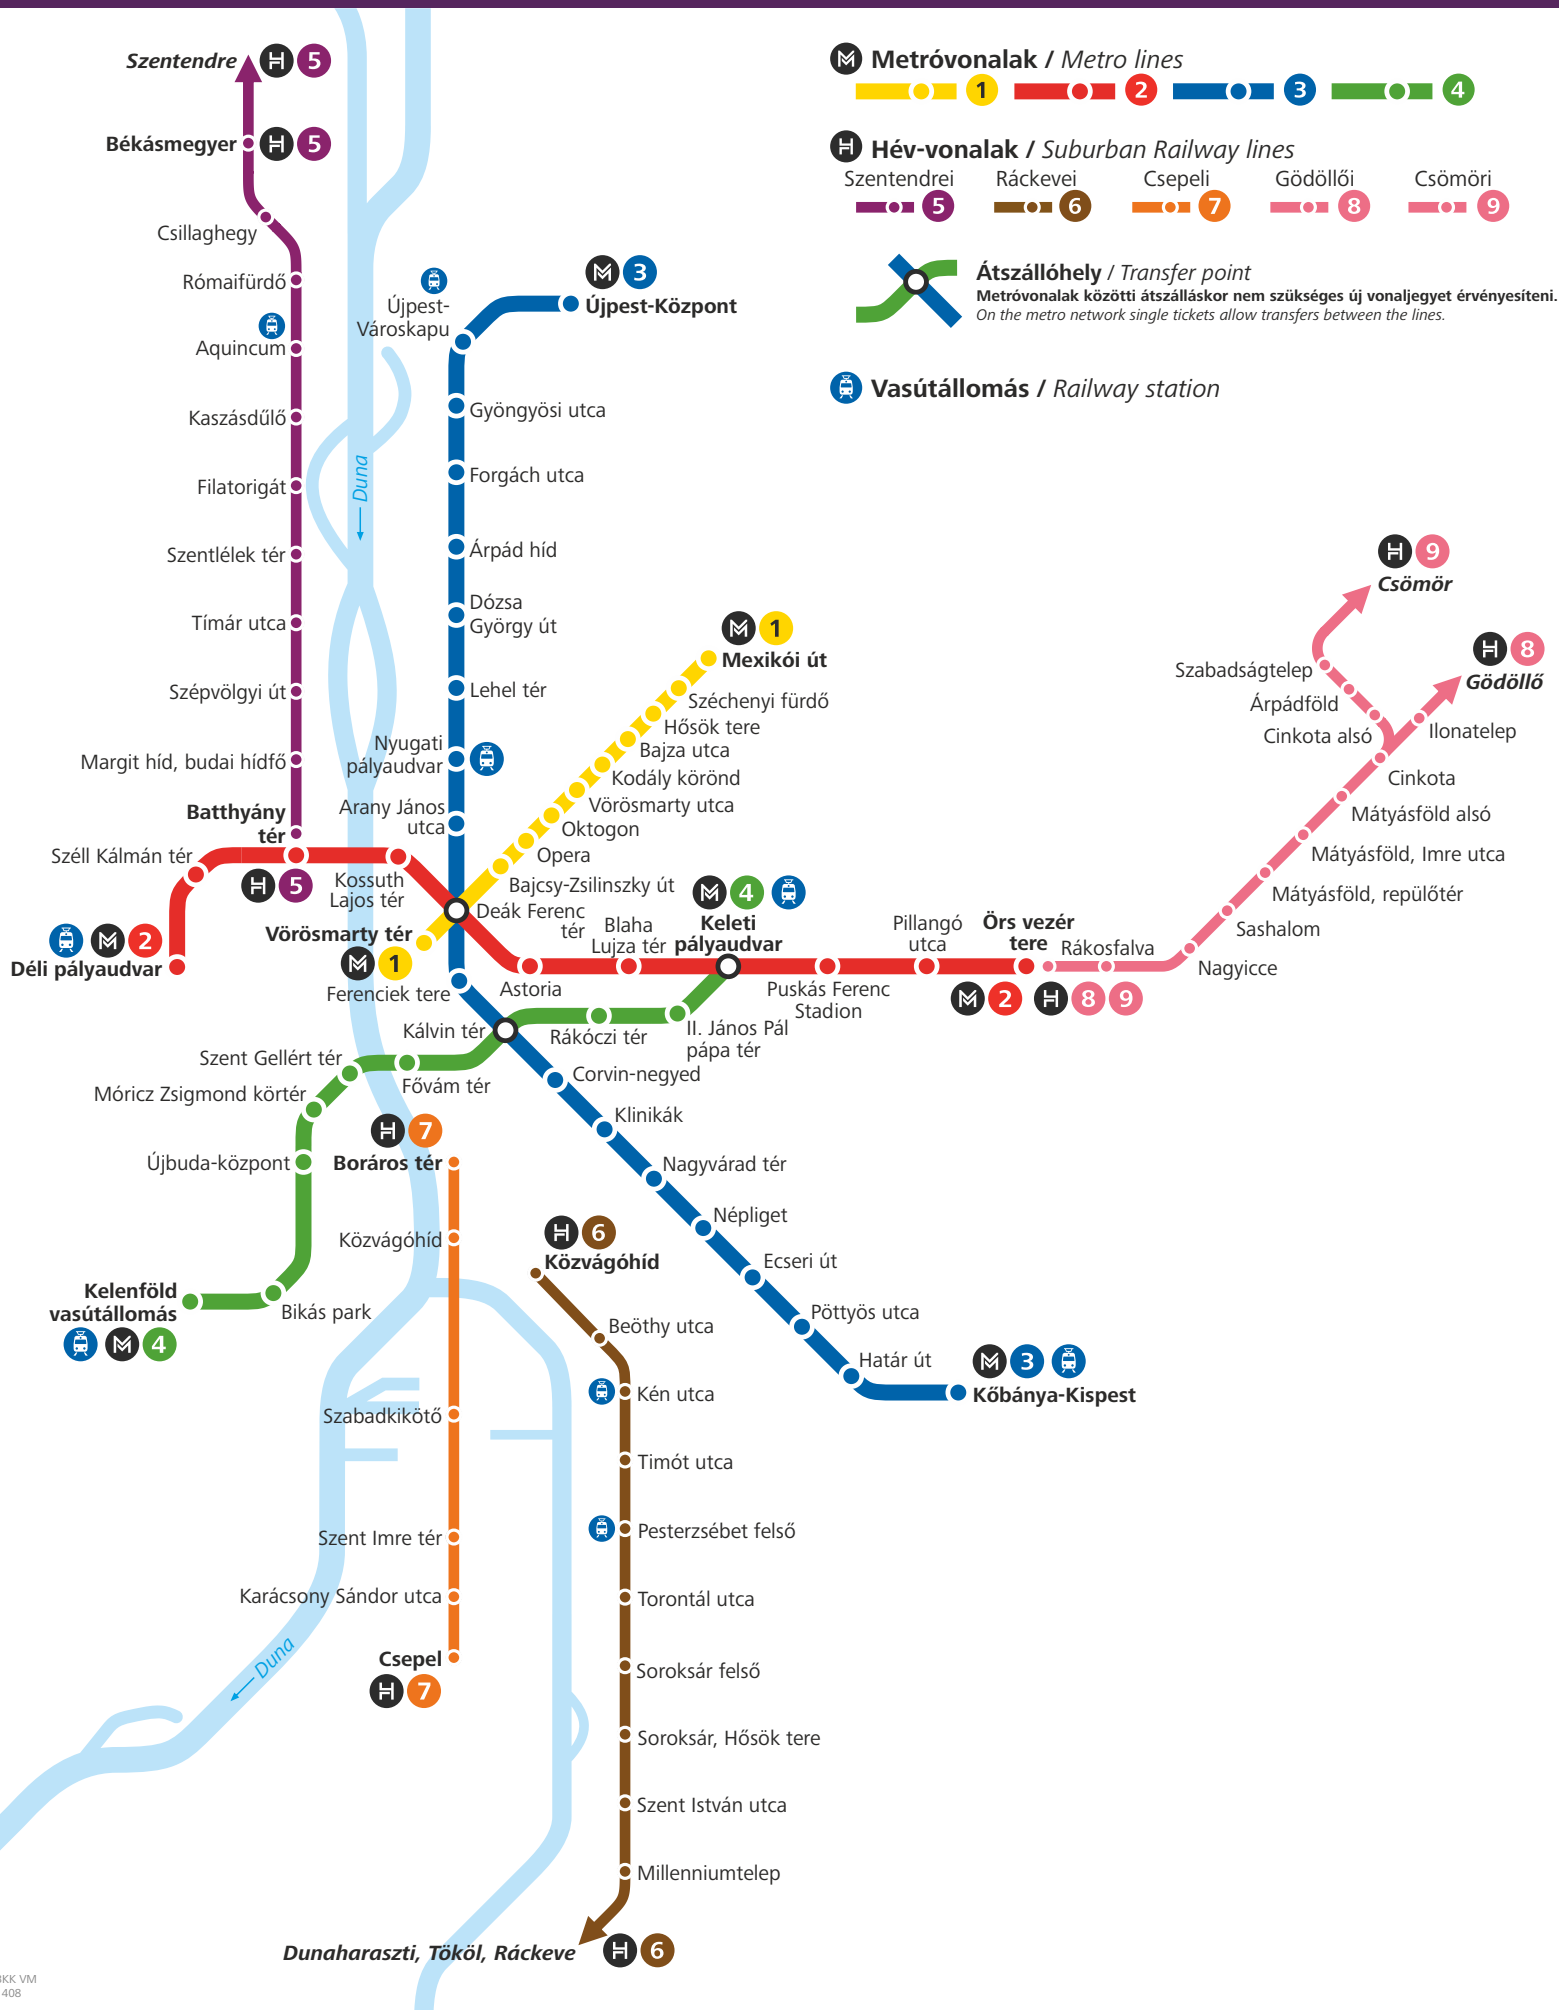 Szentendre H 5
Békásmegyer H 5
Csillaghegy
Rómaifürdő
Aquincum
Kaszásdűlő
Filatorigát
Szentlélek tér
Tímár utca
Szépvölgyi út
Margit híd, budai hídfő
Batthyány
tér
H 5
M Metróvonalak / Metro lines
1 2 3 4
H Hév-vonalak / Suburban Railway lines
Szentendrei Ráckevei Csepeli Gödöllői Csömöri
5 6 7 8 9
Átszállóhely / Transfer point
Metróvonalak közötti átszálláskor nem szükséges új vonaljegyet érvényesíteni.
On the metro network single tickets allow transfers between the lines.
Vasútállomás / Railway station
M 3
Újpest-Központ
Újpest-
Városkapu
Gyöngyösi utca
Forgách utca
Duna
Árpád híd
Dózsa
György út
Lehel tér
Nyugati
pályaudvar
Arany János
utca
M 1
Mexikói út
Széchenyi fürdő
Hősök tere
Bajza utca
Kodály körönd
Vörösmarty utca
Oktogon
Opera
Bajcsy-Zsilinszky út
Deák Ferenc
tér
Vörösmarty tér
M 1
H 9
Csömör
H 8
Gödöllő
Szabadságtelep
Árpádföld
Cinkota alsó
Ilonatelep
Cinkota
Mátyásföld alsó
Mátyásföld, Imre utca
Mátyásföld, repülőtér
Sashalom
Nagyicce
Rákosfalva
Széll Kálmán tér
M 2
Déli pályaudvar
Kossuth
Lajos tér
Astoria
Blaha
Lujza tér
M 4
Keleti
pályaudvar
Puskás Ferenc
Stadion
Pillangó
utca
Örs vezér
tere
M 2 H 8 9
Ferenciek tere
Kálvin tér
Rákóczi tér
II. János Pál
pápa tér
Szent Gellért tér
Fővám tér
Móricz Zsigmond körtér
Újbuda-központ
Bikás park
Kelenföld
vasútállomás
M 4
Corvin-negyed
Klinikák
Nagyvárad tér
Népliget
Ecseri út
Pöttyös utca
Határ út
M 3
Kőbánya-Kispest
H 7
Boráros tér
Közvágóhíd
Szabadkikötő
Szent Imre tér
Karácsony Sándor utca
Csepel
H 7
Duna
H 6
Közvágóhíd
Beöthy utca
Kén utca
Timót utca
Pesterzsébet felső
Torontál utca
Soroksár felső
Soroksár, Hősök tere
Szent István utca
Millenniumtelep
Dunaharaszti, Tököl, Ráckeve H 6
KK VM
408